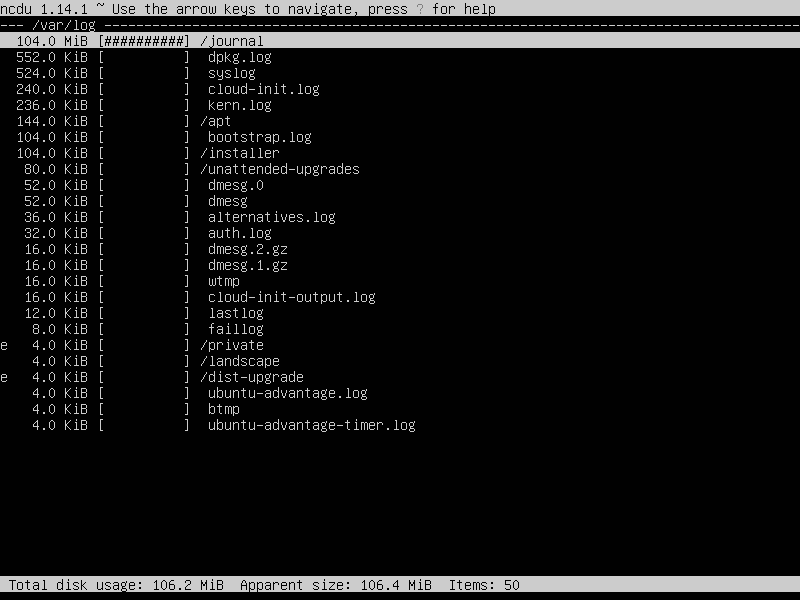 ncdu 1.14.1 ~ Use the arrow keys to navigate, press ? for help
--- /var/log ---------------------------------------------------------------------------------------
  104.0 MiB [##########] /journal
  552.0 KiB [          ]  dpkg.log
  524.0 KiB [          ]  syslog
  240.0 KiB [          ]  cloud-init.log
  236.0 KiB [          ]  kern.log
  144.0 KiB [          ] /apt
  104.0 KiB [          ]  bootstrap.log
  104.0 KiB [          ] /installer
   80.0 KiB [          ] /unattended-upgrades
   52.0 KiB [          ]  dmesg.0
   52.0 KiB [          ]  dmesg
   36.0 KiB [          ]  alternatives.log
   32.0 KiB [          ]  auth.log
   16.0 KiB [          ]  dmesg.2.gz
   16.0 KiB [          ]  dmesg.1.gz
   16.0 KiB [          ]  wtmp
   16.0 KiB [          ]  cloud-init-output.log
   12.0 KiB [          ]  lastlog
    8.0 KiB [          ]  faillog
e   4.0 KiB [          ] /private
    4.0 KiB [          ] /landscape
e   4.0 KiB [          ] /dist-upgrade
    4.0 KiB [          ]  ubuntu-advantage.log
    4.0 KiB [          ]  btmp
    4.0 KiB [          ]  ubuntu-advantage-timer.log
 Total disk usage: 106.2 MiB  Apparent size: 106.4 MiB  Items: 50